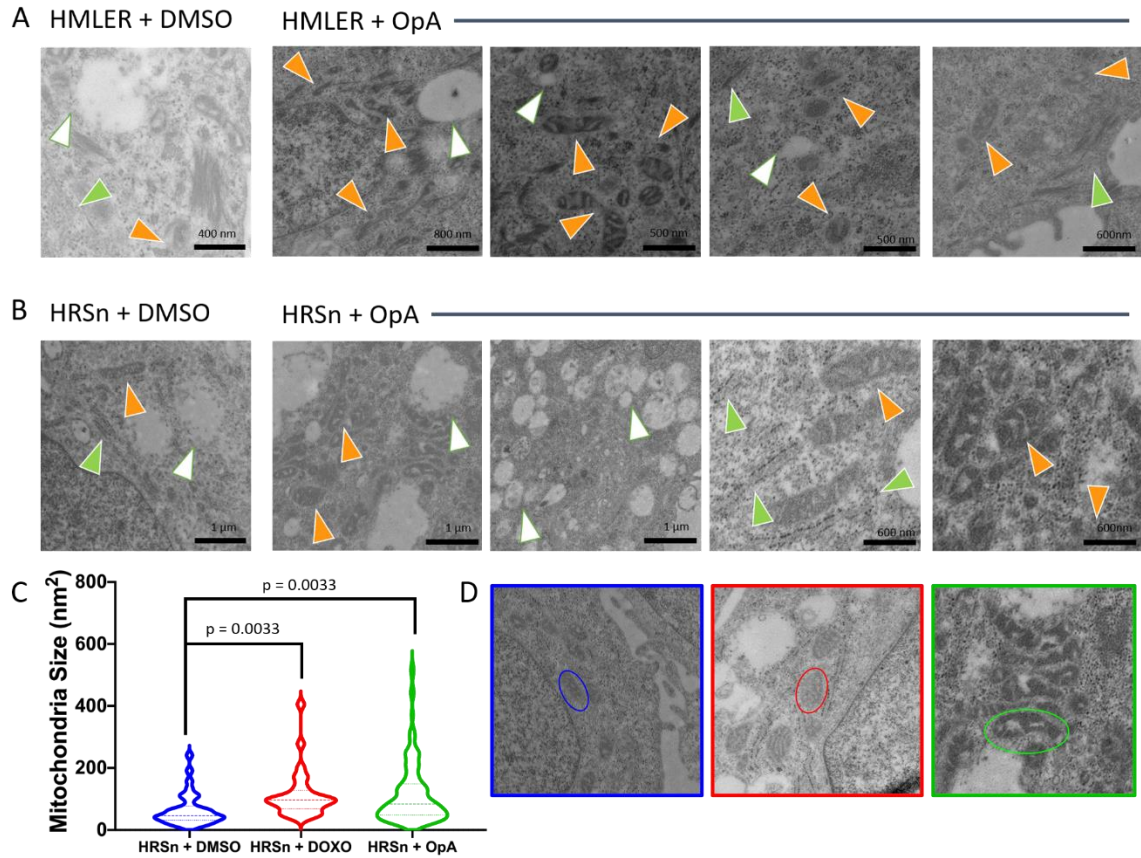 A HMLER + DMSO HMLER + OpA
400 nm 800 nm 500 nm 500 nm 600nm
B HRSn + DMSO HRSn + OpA
1 µm 1 µm 1 µm 600 nm 600nm
C D
Mitochondria Size (nm²)
800
600
400
200
0
p = 0.0033
p = 0.0033
HRSn + DMSO HRSn + DOXO HRSn + OpA